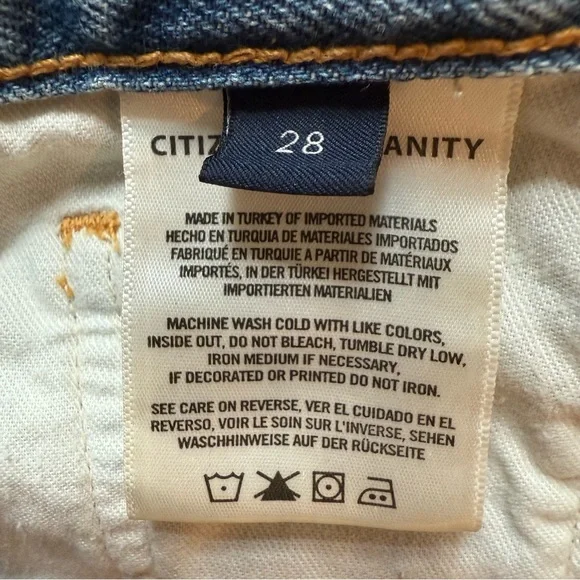 28
CITIZ ANITY
MADE IN TURKEY OF IMPORTED MATERIALS
HECHO EN TURQUIA DE MATERIALES IMPORTADOS
FABRIQUÉ EN TURQUIE A PARTIR DE MATÉRIAUX
IMPORTÉS, IN DER TÜRKEI HERGESTELLT MIT
IMPORTIERTEN MATERIALIEN
MACHINE WASH COLD WITH LIKE COLORS,
INSIDE OUT, DO NOT BLEACH, TUMBLE DRY LOW,
IRON MEDIUM IF NECESSARY,
IF DECORATED OR PRINTED DO NOT IRON.
SEE CARE ON REVERSE, VER EL CUIDADO EN EL
REVERSO, VOIR LE SOIN SUR L'INVERSE, SEHEN
WASCHHINWEISE AUF DER RÜCKSEITE